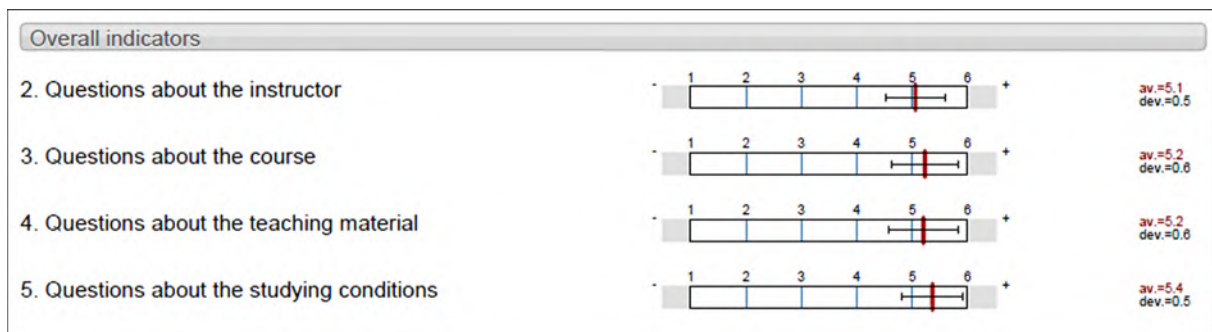 Overall indicators
2. Questions about the instructor
- 1 2 3 4 5 6 +
av.=5.1
dev.=0.5
3. Questions about the course
- 1 2 3 4 5 6 +
av.=5.2
dev.=0.6
4. Questions about the teaching material
- 1 2 3 4 5 6 +
av.=5.2
dev.=0.6
5. Questions about the studying conditions
- 1 2 3 4 5 6 +
av.=5.4
dev.=0.5